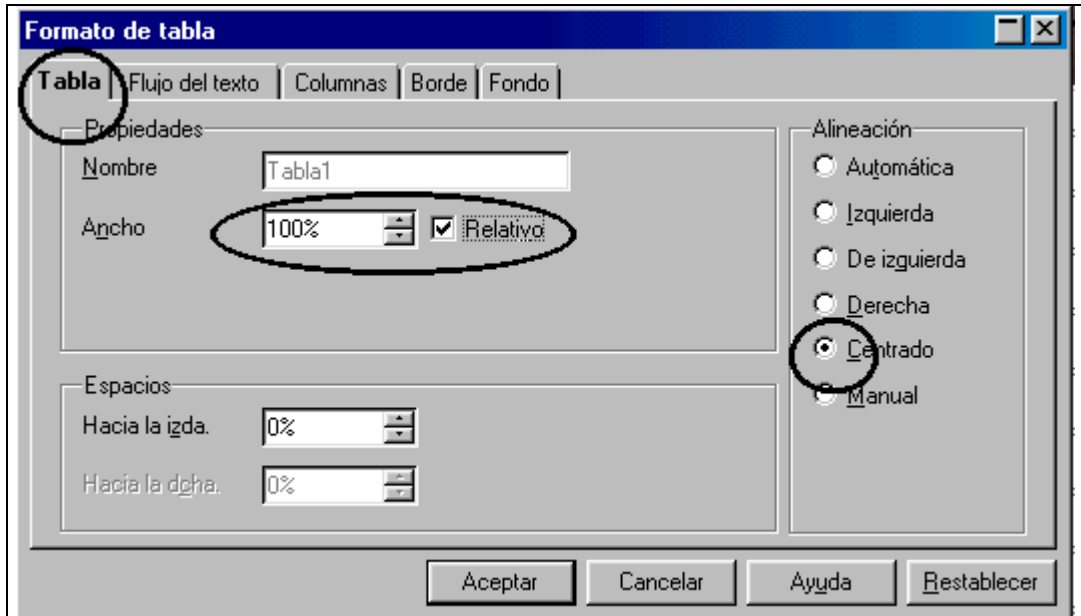 Formato de tabla
Tabla Flujo del texto Columnas Borde Fondo
Propiedades
Nombre Tabla1
Ancho 100% Relativo
Espacios
Hacia la izda. 0%
Hacia la dcha. 0%
Alineación
Automática
Izquierda
De izguierda
Derecha
Centrado
Manual
Aceptar Cancelar Ayuda Restablecer